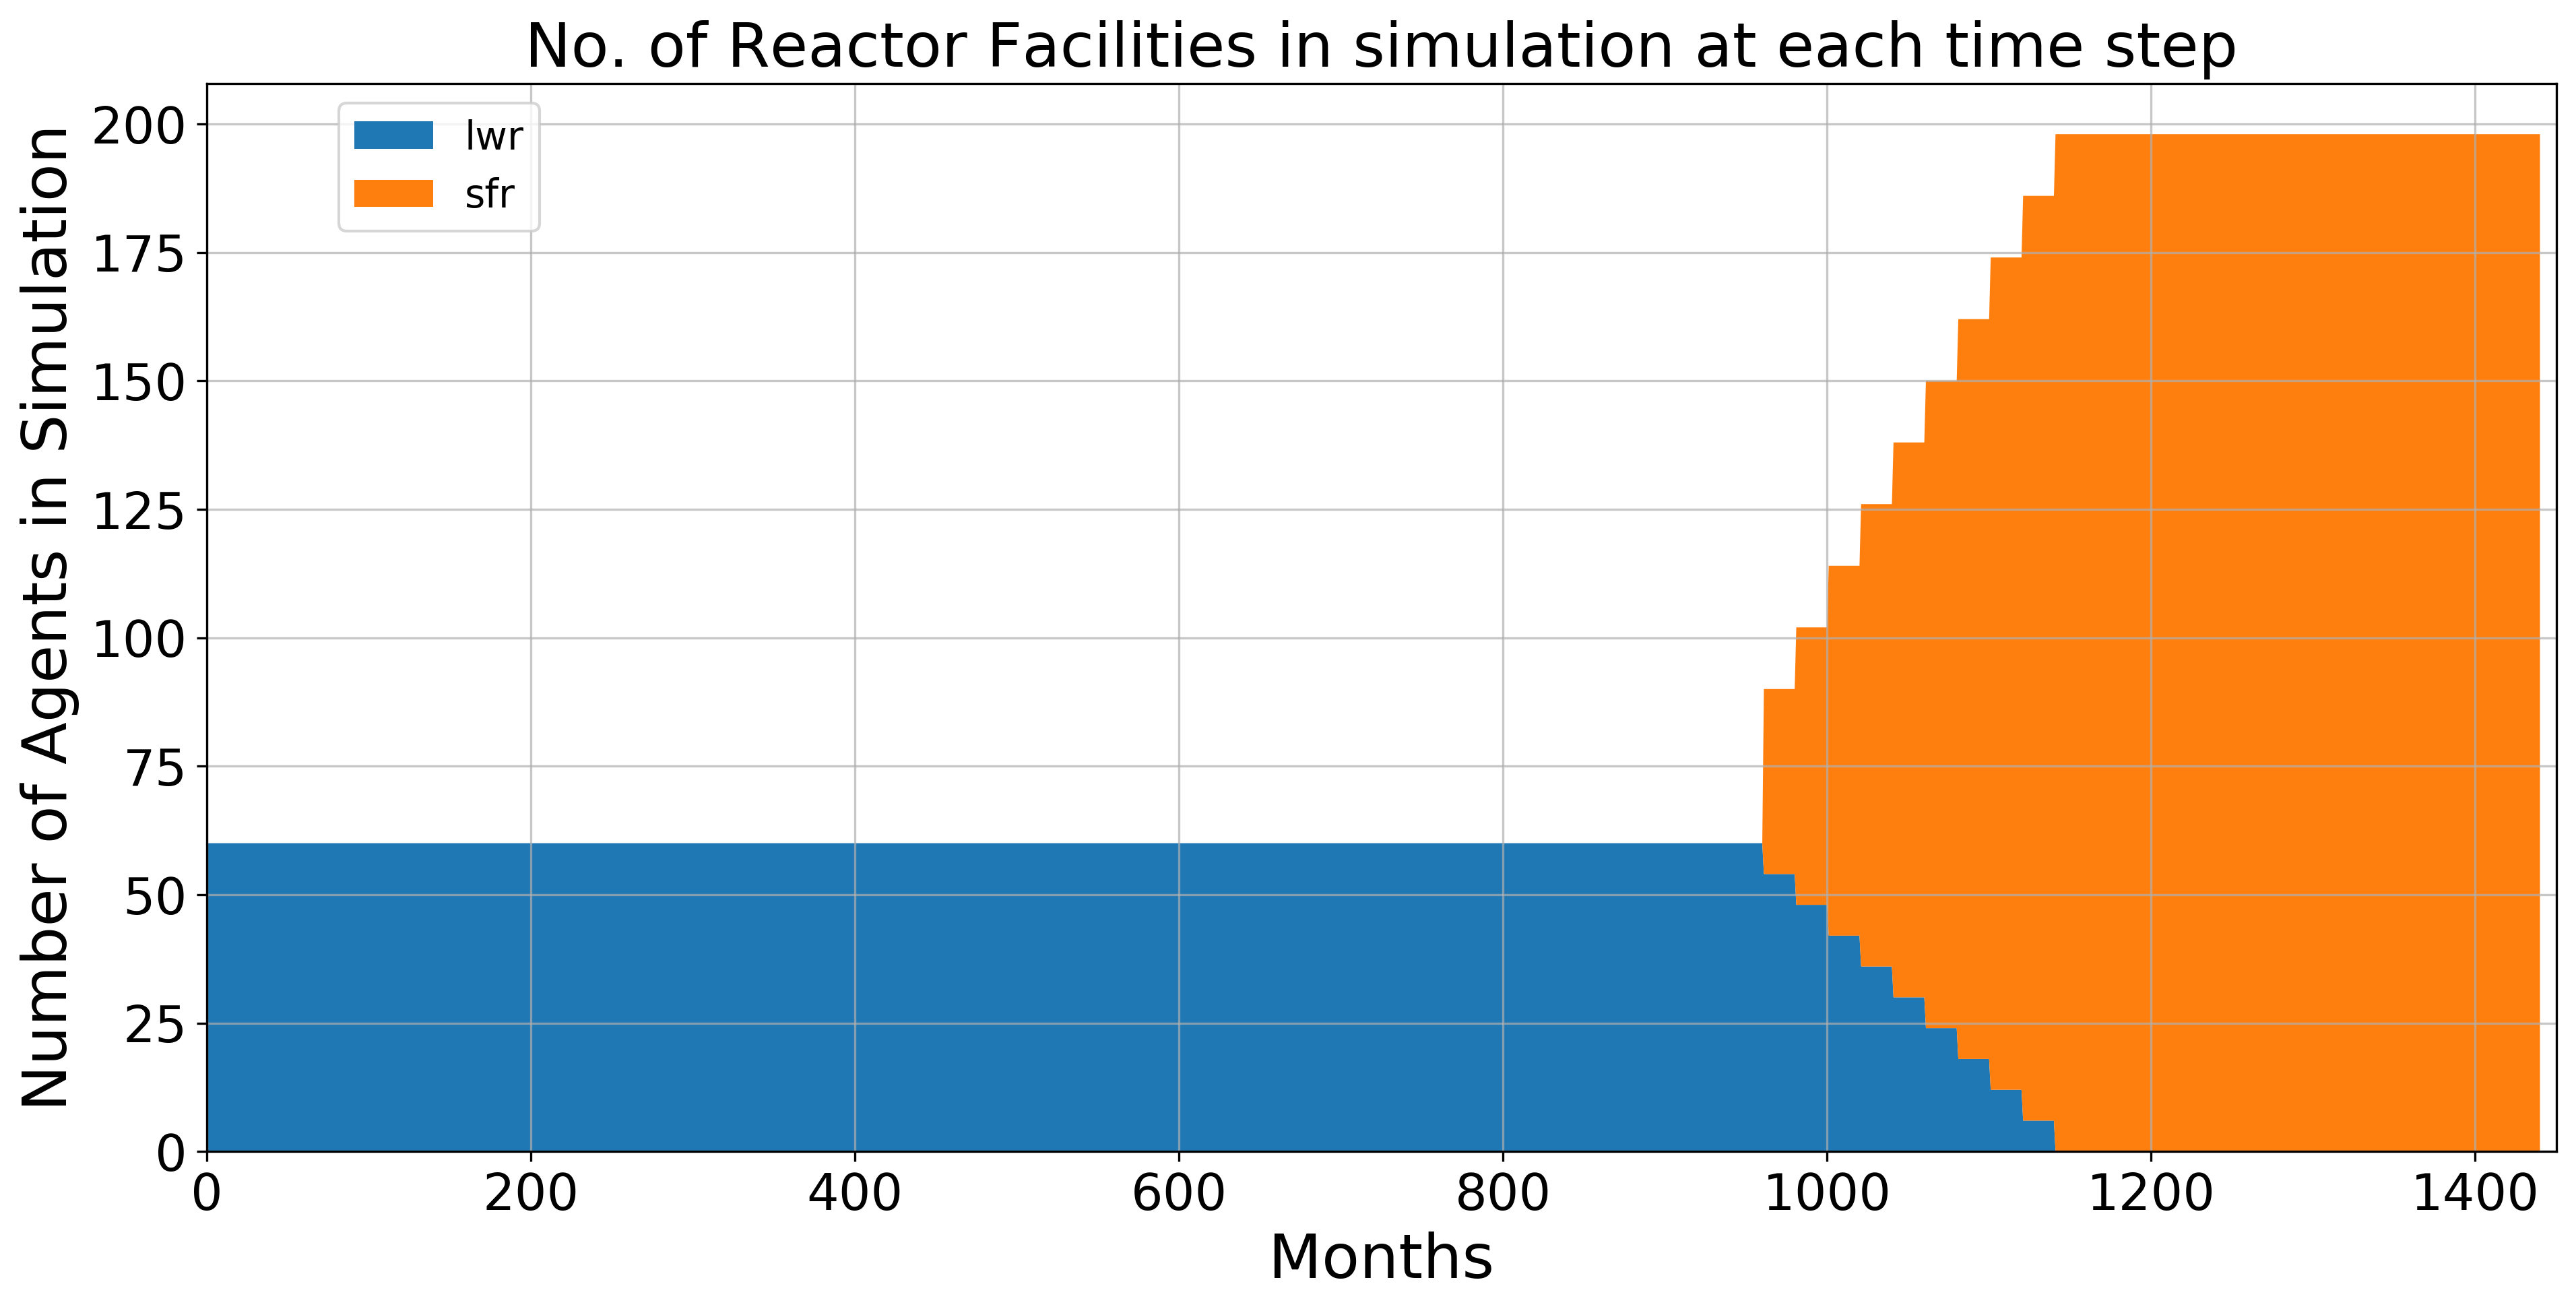 No. of Reactor Facilities in simulation at each time step
lwr
sfr
Number of Agents in Simulation
200
175
150
125
100
75
50
25
0
0 200 400 600 800 1000 1200 1400
Months